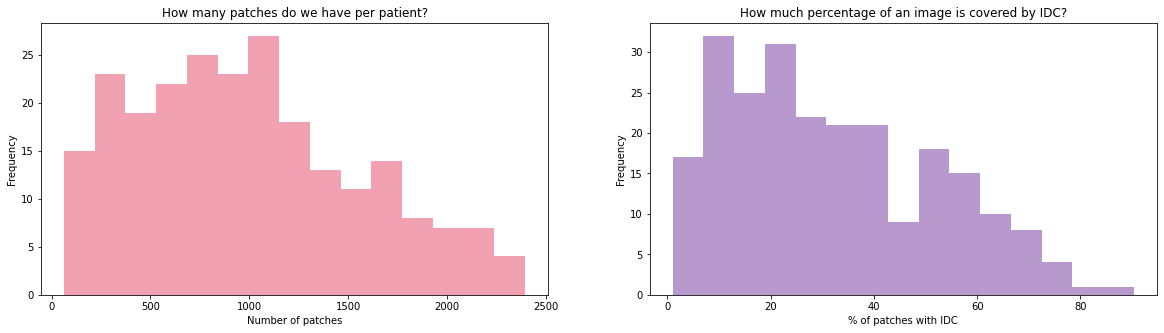 How many patches do we have per patient?
Frequency
25
20
15
10
5
0
0 500 1000 1500 2000 2500
Number of patches
How much percentage of an image is covered by IDC?
Frequency
30
25
20
15
10
5
0
0 20 40 60 80
% of patches with IDC